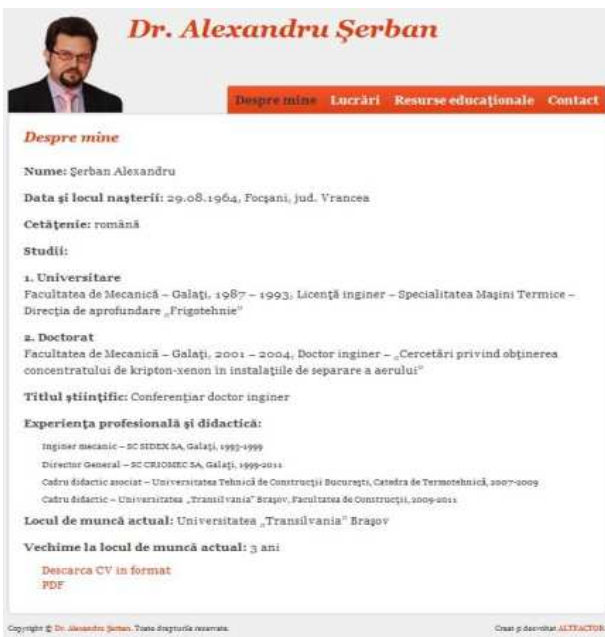 Dr. Alexandru Şerban
Despre mine Lucrări Resurse educaţionale Contact
Despre mine
Nume: Şerban Alexandru
Data şi locul naşterii: 29.08.1964, Focşani, jud. Vrancea
Cetăţenie: română
Studii:
1. Universitare
Facultatea de Mecanică – Galaţi, 1987 – 1993, Licenţă inginer – Specialitatea Maşini Termice –
Direcţia de aprofundare „Frigotehnie”
2. Doctorat
Facultatea de Mecanică – Galaţi, 2001 – 2004, Doctor inginer – „Cercetări privind obţinerea
concentratului de kripton-xenon in instalaţiile de separare a aerului”
Titlul ştiinţific: Conferenţiar doctor inginer
Experienţa profesională şi didactică:
Inginer mecanic – SC SIDEX SA, Galaţi, 1993-1999
Director General – SC CRIOMEC SA, Galaţi, 1999-2011
Cadru didactic asociat – Universitatea Tehnică de Construcţii Bucureşti, Catedra de Termotehnică, 2007-2009
Cadru didactic – Universitatea „Transilvania” Braşov, Facultatea de Construcţii, 2009-2011
Locul de muncă actual: Universitatea „Transilvania” Braşov
Vechime la locul de muncă actual: 3 ani
Descarca CV in format
PDF
Copyright © Dr. Alexandru Şerban. Toate drepturile rezervate.
Creat şi dezvoltat ALTFACTOR